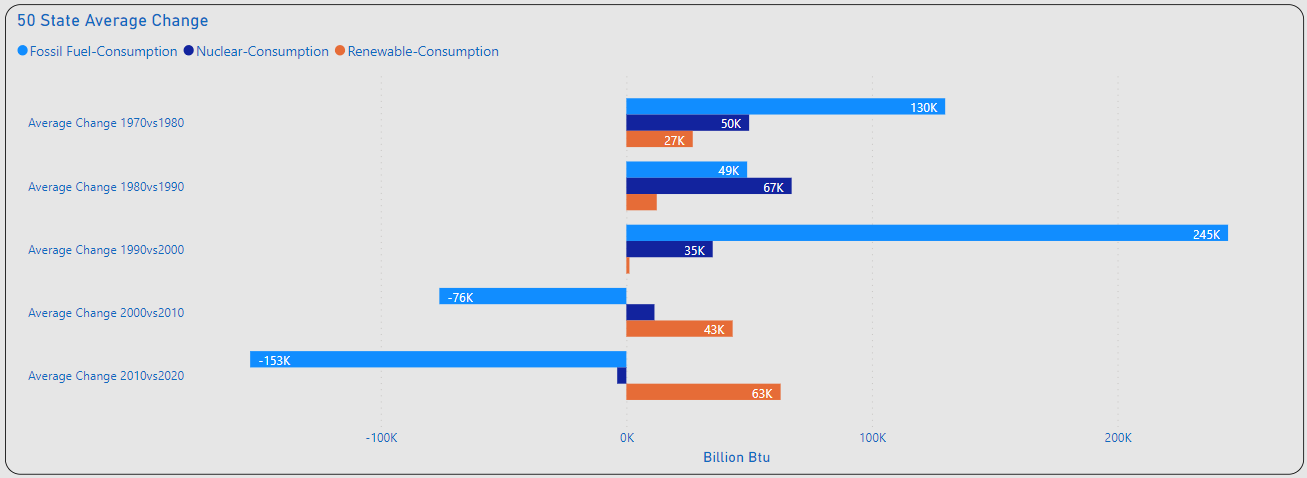 50 State Average Change
Fossil Fuel-Consumption Nuclear-Consumption Renewable-Consumption
130K
Average Change 1970vs1980 50K
27K
49K
Average Change 1980vs1990 67K
245K
Average Change 1990vs2000 35K
-76K
Average Change 2000vs2010
43K
-153K
Average Change 2010vs2020
63K
-100K 0K 100K 200K
Billion Btu